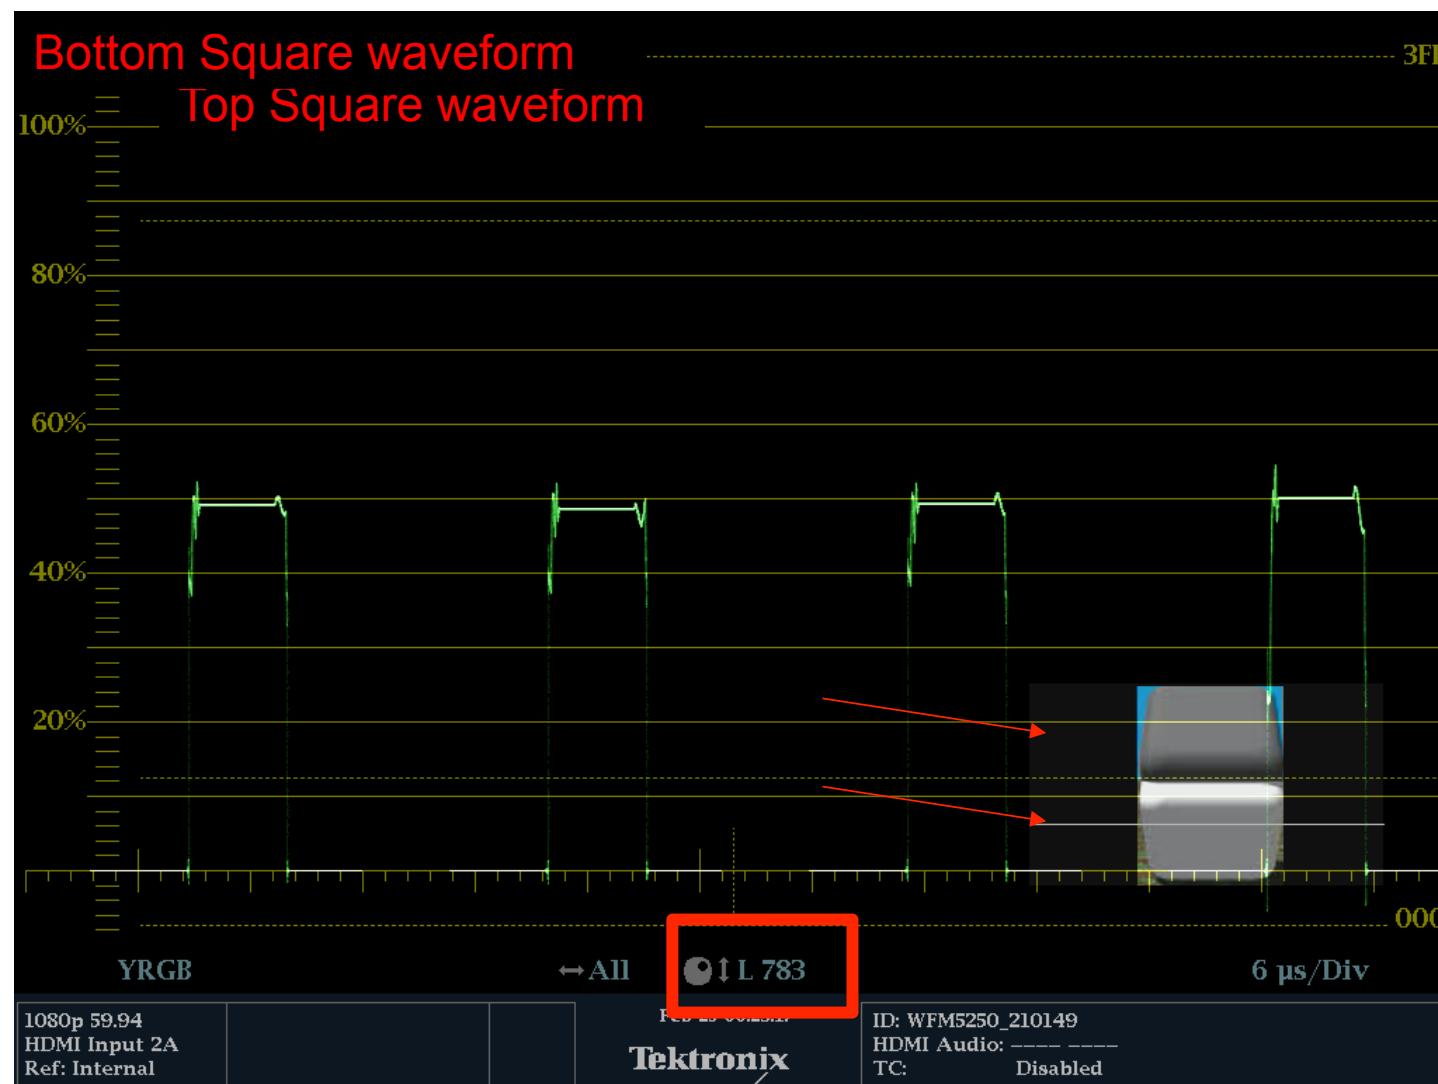 Bottom Square waveform
Top Square waveform
100%
80%
60%
40%
20%
000
YRGB
All
L 783
6 µs/Div
1080p 59.94
HDMI Input 2A
Ref: Internal
Tektronix
ID: WFM5250_210149
HDMI Audio: –––– ––––
TC: Disabled